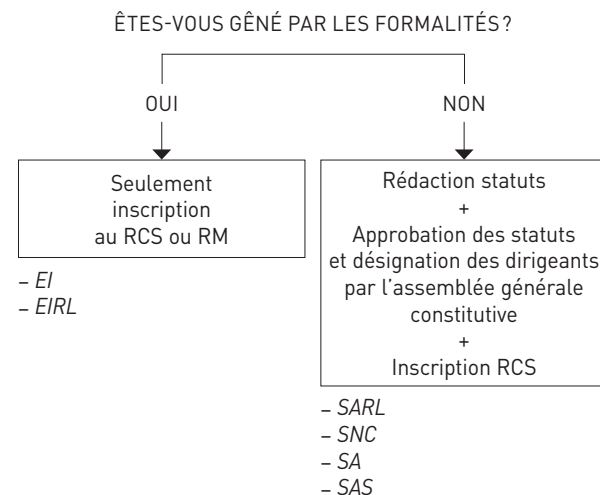 ÊTES-VOUS GÊNÉ PAR LES FORMALITÉS ?
OUI
NON
Seulement
inscription
au RCS ou RM
– EI
– EIRL
Rédaction statuts
+
Approbation des statuts
et désignation des dirigeants
par l'assemblée générale
constitutive
+
Inscription RCS
– SARL
– SNC
– SA
– SAS